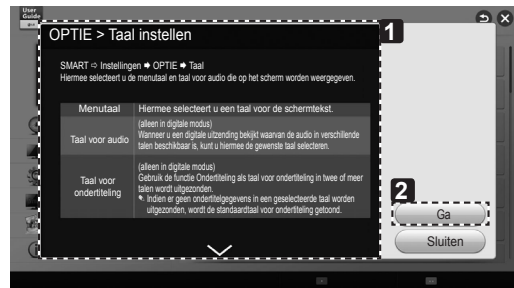 User
Guide
OPTIE > Taal instellen
1
SMART ⇨ Instellingen ➡ OPTIE ➡ Taal
Hiermee selecteert u de menutaal en taal voor audio die op het scherm worden weergegeven.
Menutaal Hiermee selecteert u een taal voor de schermtekst.
Taal voor audio
(alleen in digitale modus)
Wanneer u een digitale uitzending bekijkt waarvan de audio in verschillende
talen beschikbaar is, kunt u hiermee de gewenste taal selecteren.
Taal voor
ondertiteling
(alleen in digitale modus)
Gebruik de functie Ondertiteling als taal voor ondertiteling in twee of meer
talen wordt uitgezonden.
Indien er geen ondertitelgegevens in een geselecteerde taal worden
uitgezonden, wordt de standaardtaal voor ondertiteling getoond.
2
Ga
Sluiten